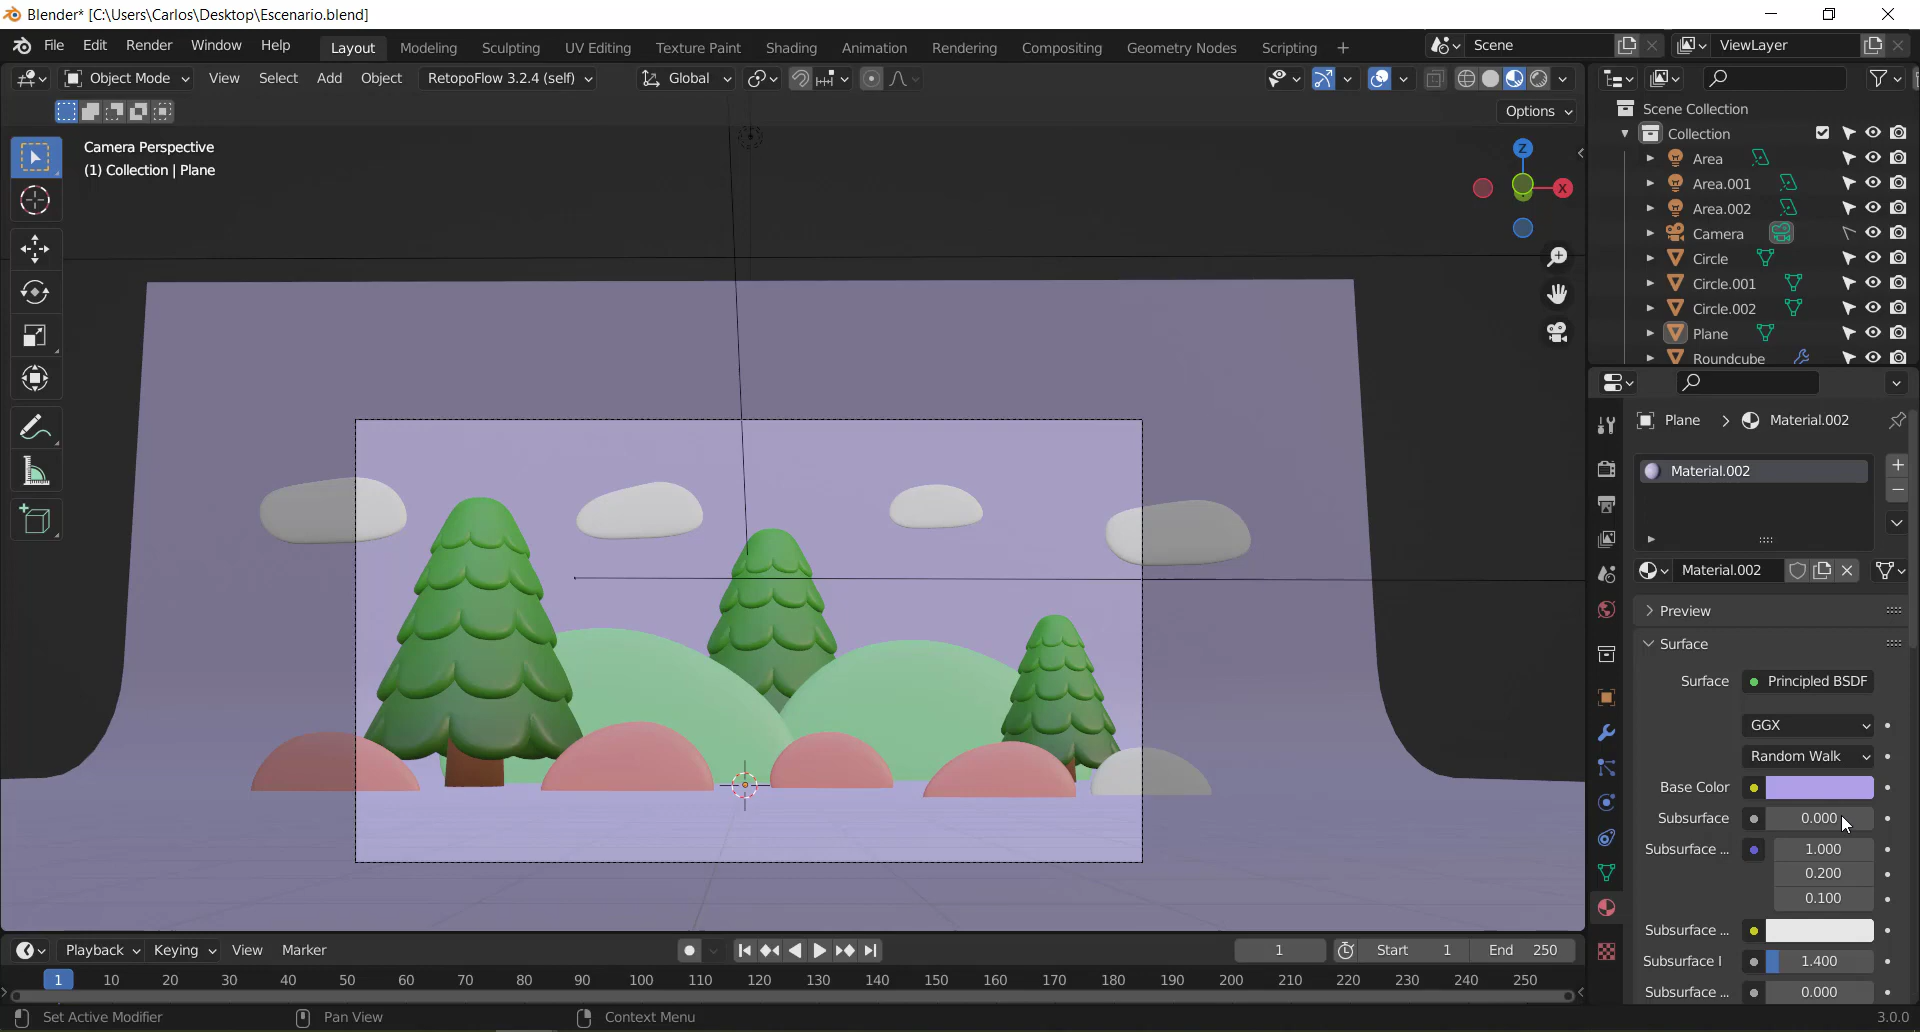 Blender* [C:\Users\Carlos\Desktop\Escenario.blend]
File Edit Render Window Help Layout Modeling Sculpting UV Editing Texture Paint Shading Animation Rendering Compositing Geometry Nodes Scripting + Scene ViewLayer
Object Mode View Select Add Object RetopoFlow 3.2.4 (self) Global
Options
Camera Perspective
(1) Collection | Plane
Z
X
Scene Collection
Collection
Area
Area.001
Area.002
Camera
Circle
Circle.001
Circle.002
Plane
Roundcube
Plane > Material.002
Material.002
Material.002
Preview
Surface
Surface Principled BSDF
GGX
Random Walk
Base Color
Subsurface 0.000
Subsurface ... 1.000
0.200
0.100
Subsurface ...
Subsurface I 1.400
Subsurface ... 0.000
Playback Keying View Marker 1 Start 1 End 250
1 10 20 30 40 50 60 70 80 90 100 110 120 130 140 150 160 170 180 190 200 210 220 230 240 250
Set Active Modifier Pan View Context Menu 3.0.0